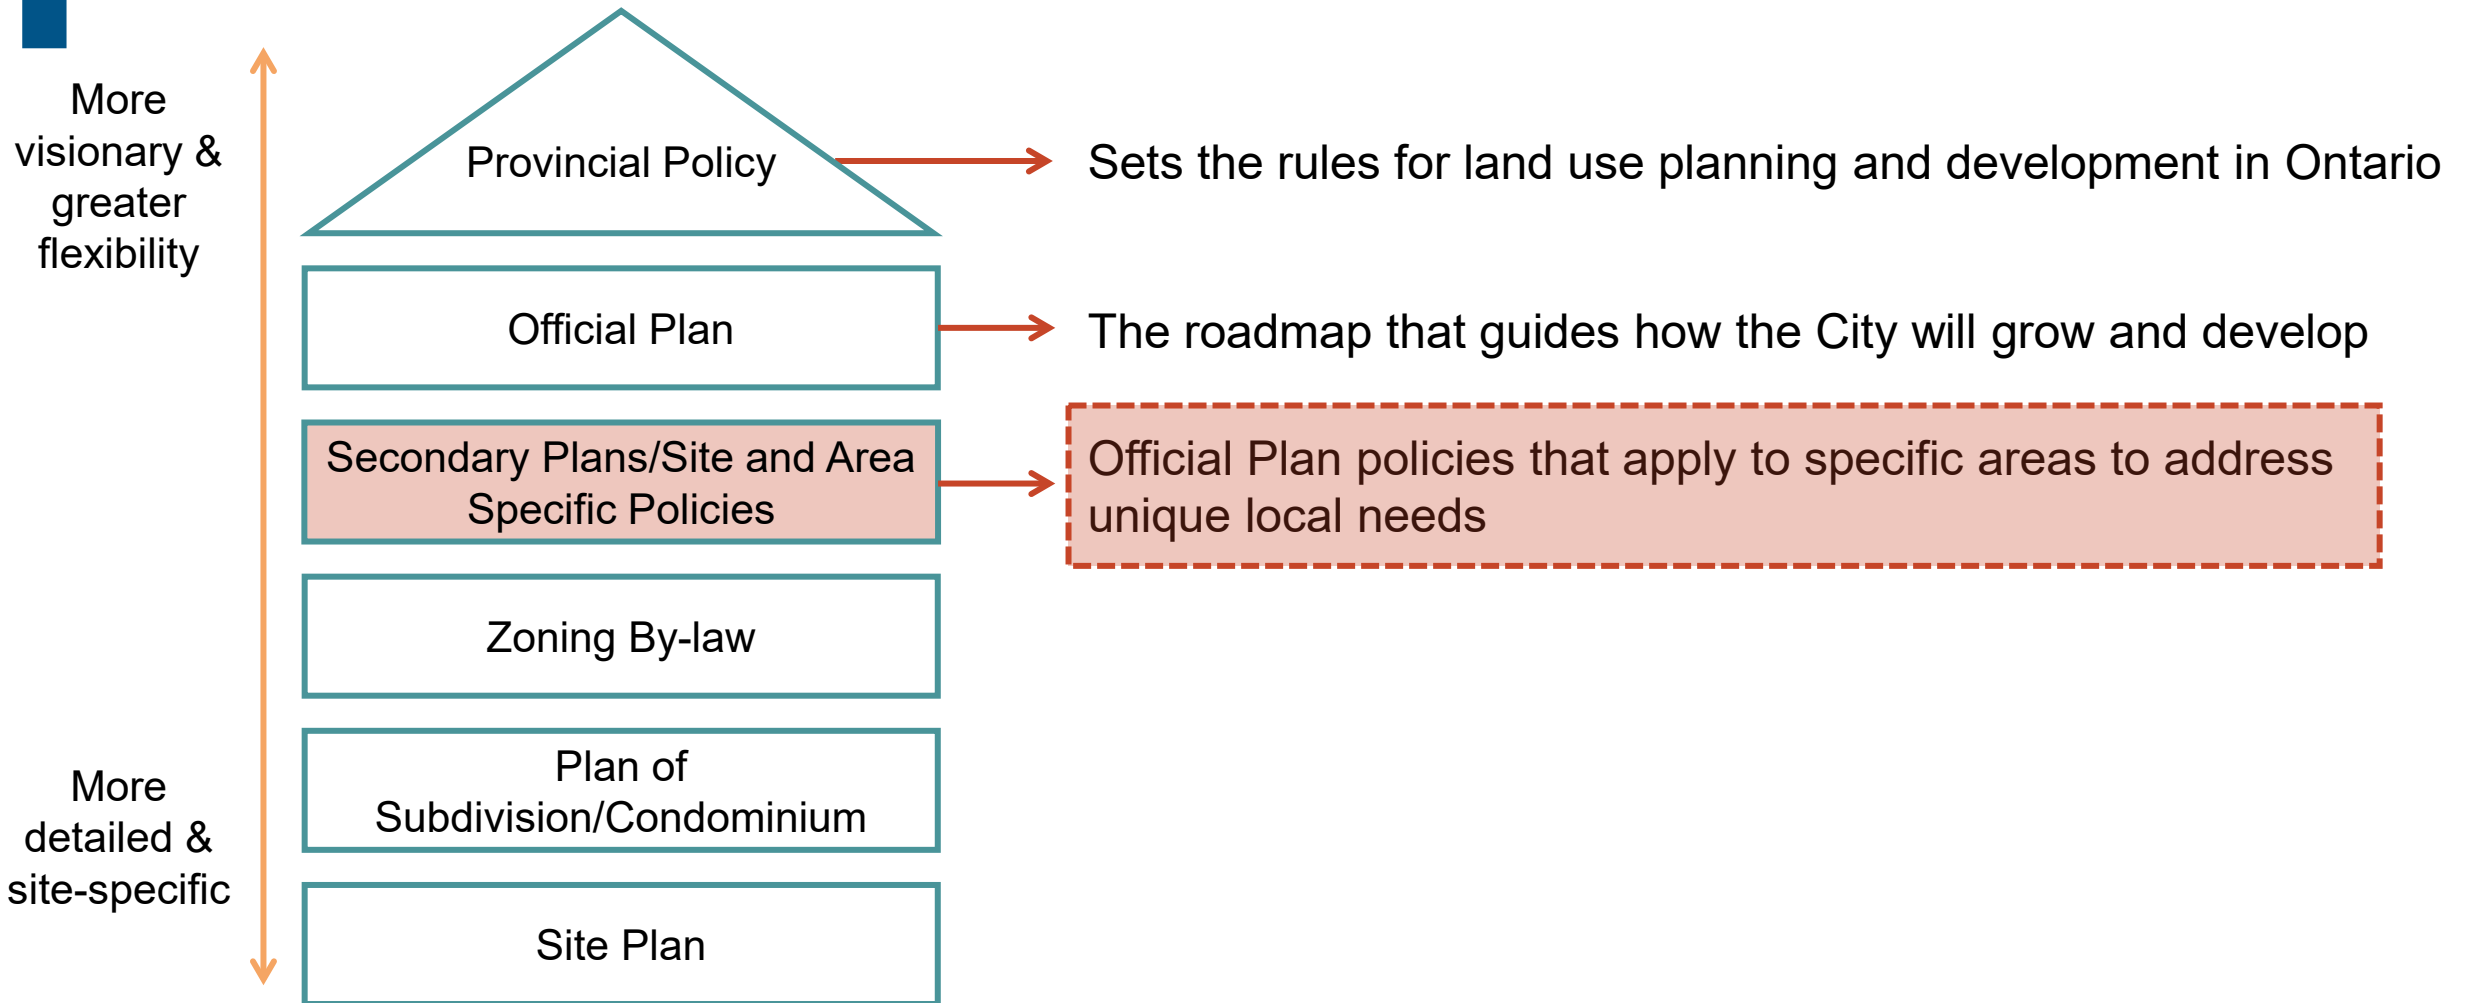 More
visionary &
greater
flexibility
Provincial Policy
Sets the rules for land use planning and development in Ontario
Official Plan
The roadmap that guides how the City will grow and develop
Secondary Plans/Site and Area
Specific Policies
Official Plan policies that apply to specific areas to address
unique local needs
Zoning By-law
More
detailed &
site-specific
Plan of
Subdivision/Condominium
Site Plan